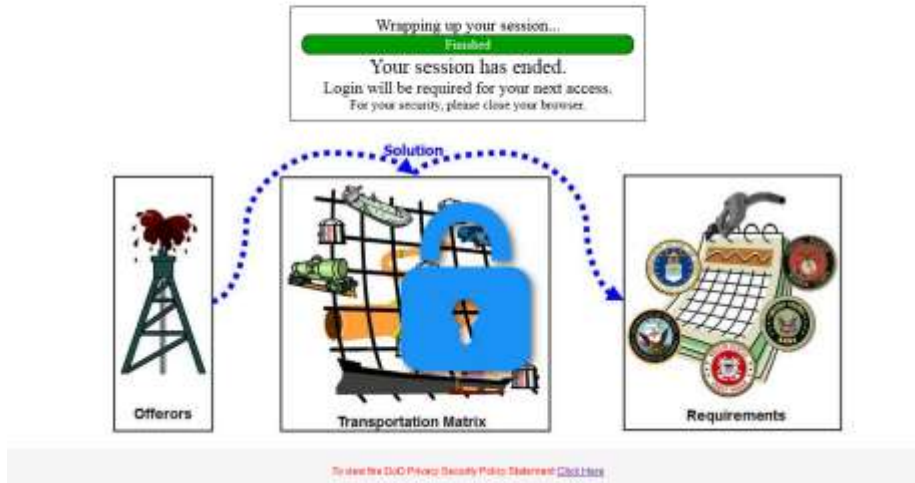 Wrapping up your session...
Finished
Your session has ended.
Login will be required for your next access.
For your security, please close your browser.
Solution
Offerors
Transportation Matrix
Requirements
To view the DoD Privacy Security Policy Statement Click Here